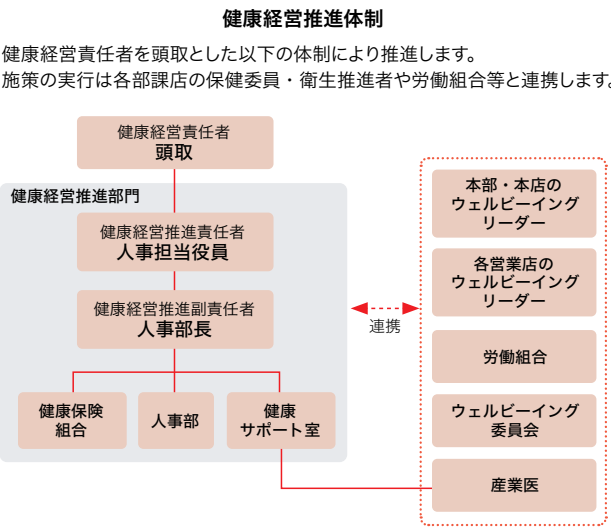 健康経営推進体制
健康経営責任者を頭取とした以下の体制により推進します。
施策の実行は各部課店の保健委員・衛生推進者や労働組合等と連携します。
健康経営責任者
頭取
健康経営推進部門
健康経営推進責任者
人事担当役員
健康経営推進副責任者
人事部長
健康保険
組合
人事部
健康
サポート室
連携
本部・本店の
ウェルビーイング
リーダー
各営業店の
ウェルビーイング
リーダー
労働組合
ウェルビーイング
委員会
産業医